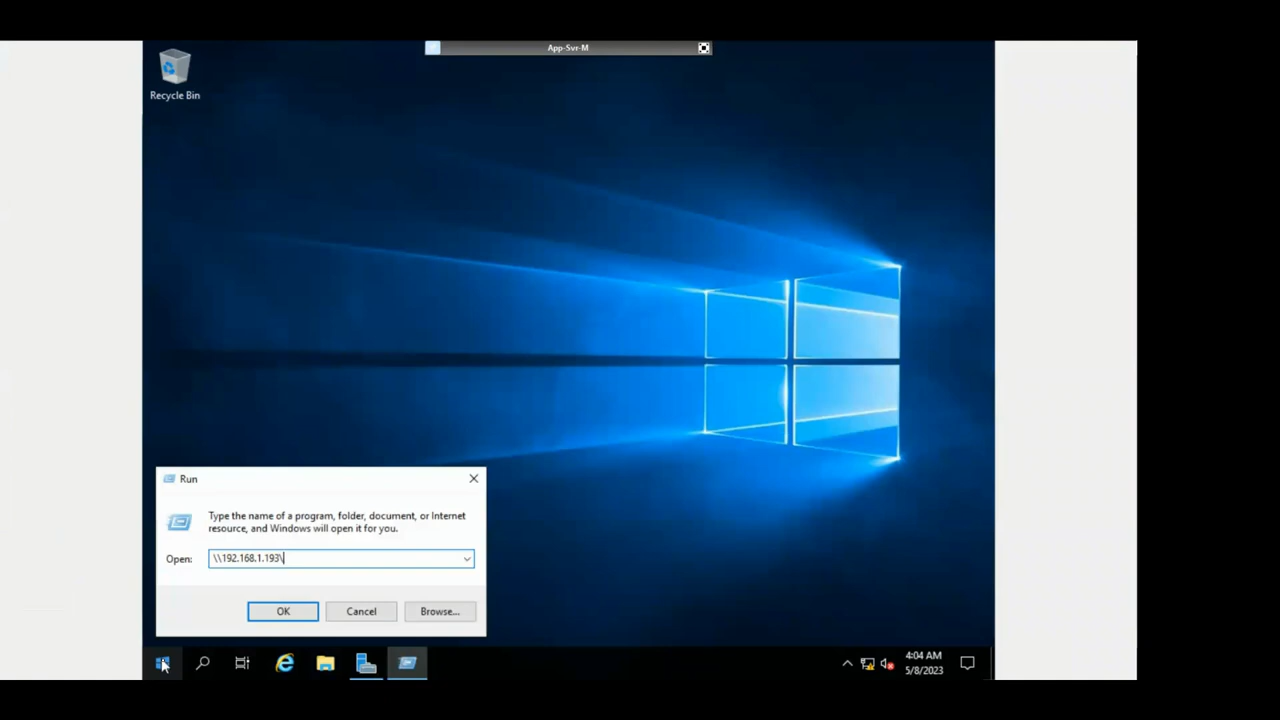 App-Svr-M
Recycle Bin
Run
Type the name of a program, folder, document, or Internet
resource, and Windows will open it for you.
Open:
\\192.168.1.193\
OK
Cancel
Browse...
4:04 AM
5/8/2023